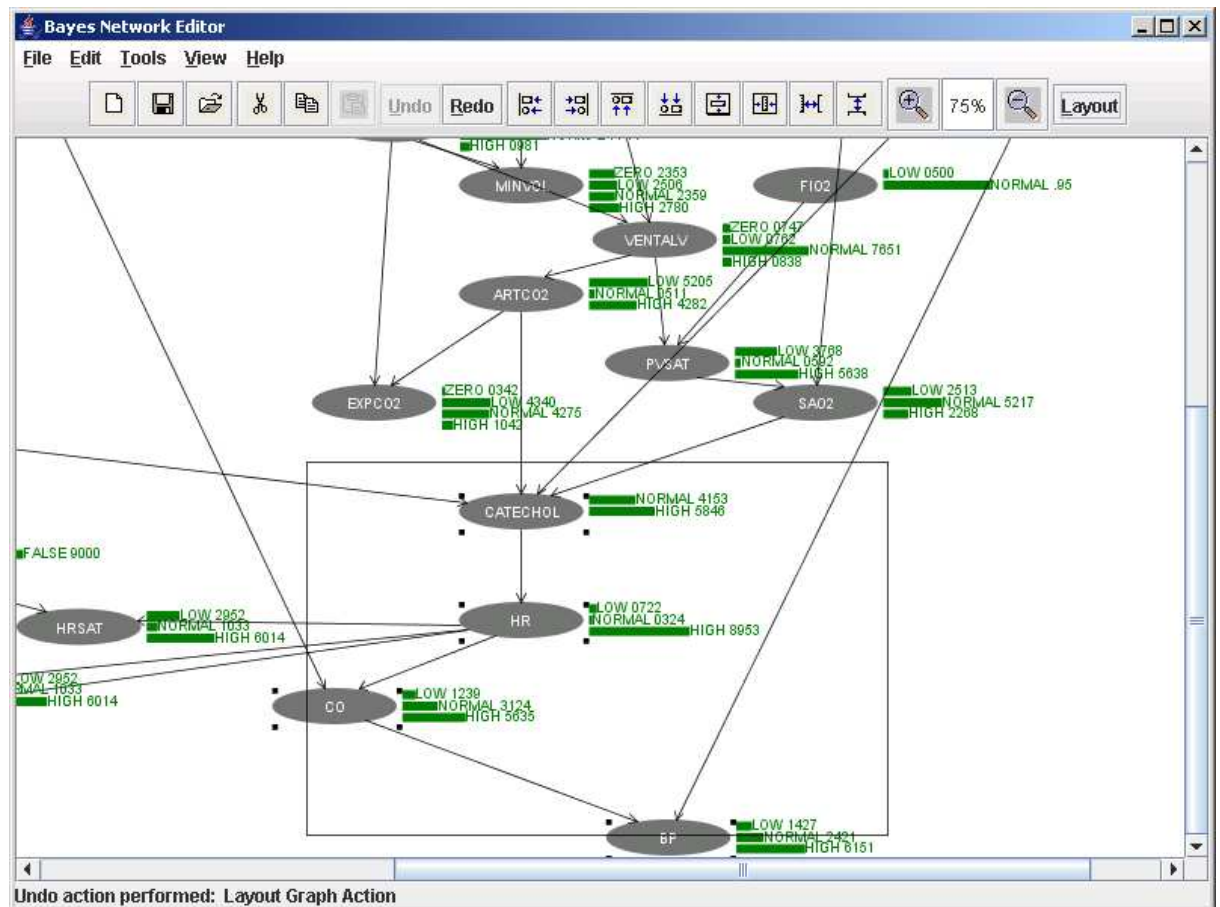 Bayes Network Editor
File Edit Tools View Help
Undo Redo 75% Layout
HIGH 0981
MINVOL
ZERO 2353
LOW 2506
NORMAL 2359
HIGH 2780
FIO2
LOW 0500
NORMAL .95
VENTALV
ZERO 0747
LOW 0762
NORMAL 7651
HIGH 0838
ARTCO2
LOW 5205
NORMAL 0511
HIGH 4282
PVSAT
LOW 3768
NORMAL 0592
HIGH 5638
EXPCO2
ZERO 0342
LOW 4340
NORMAL 4275
HIGH 1042
SAO2
LOW 2513
NORMAL 5217
HIGH 2268
CATECHOL
NORMAL 4153
HIGH 5846
FALSE 9000
HRSAT
LOW 2952
NORMAL 1033
HIGH 6014
HR
LOW 0722
NORMAL 0324
HIGH 8953
OW 2952
RMAL 1033
HIGH 6014
CO
LOW 1239
NORMAL 3124
HIGH 5635
BP
LOW 1427
NORMAL 2421
HIGH 6151
Undo action performed: Layout Graph Action